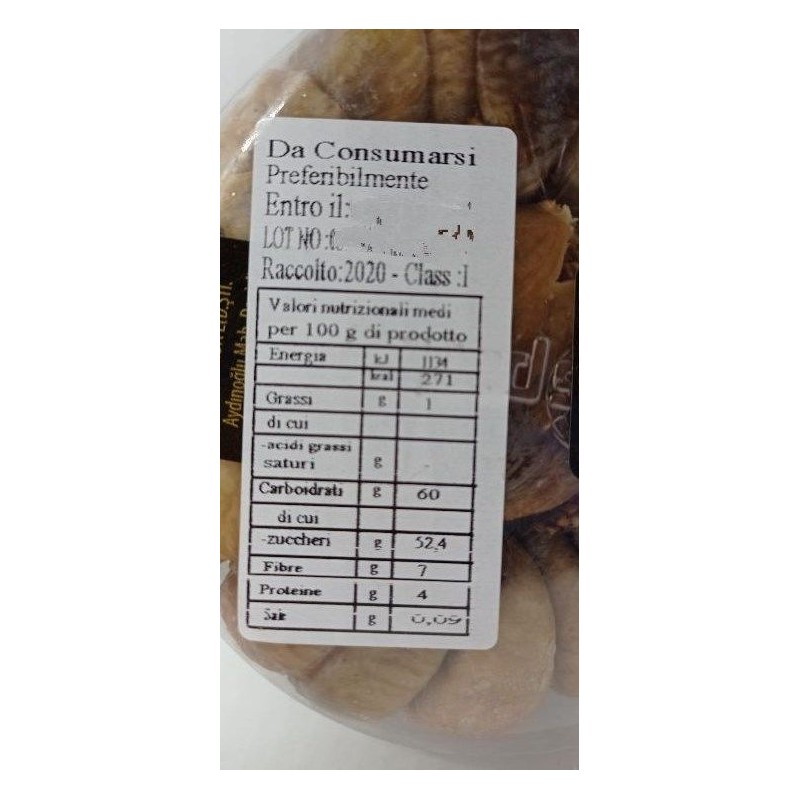 Da Consumarsi
Preferibilmente
Entro il:
LOT NO :
Raccolto:2020 - Class :I
Valori nutrizionali medi
per 100 g di prodotto
Energia kJ 1134
kcal 271
Grassi g 1
di cui
-acidi grassi
saturi g
Carboidrati g 60
di cui
-zuccheri g 52,4
Fibre g 7
Proteine g 4
Sale g 0,09
Aydınoğlu Mah.